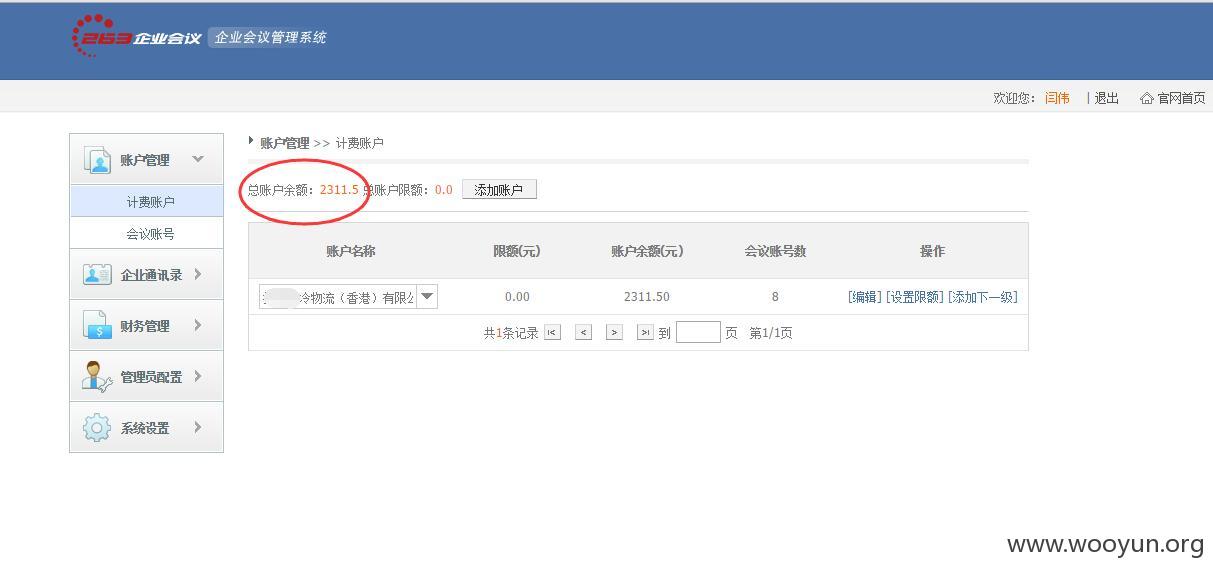 263企业会议 企业会议管理系统
欢迎您： 闫伟 | 退出 官网首页
账户管理
计费账户
会议账号
企业通讯录
财务管理
管理员配置
系统设置
账户管理 >> 计费账户
总账户余额：2311.5 总账户限额：0.0 添加账户
账户名称 限额(元) 账户余额(元) 会议账号数 操作
冷物流（香港）有限公 0.00 2311.50 8 [编辑] [设置限额] [添加下一级]
共1条记录 |< < > >| 到 页 第1/1页
www.wooyun.org